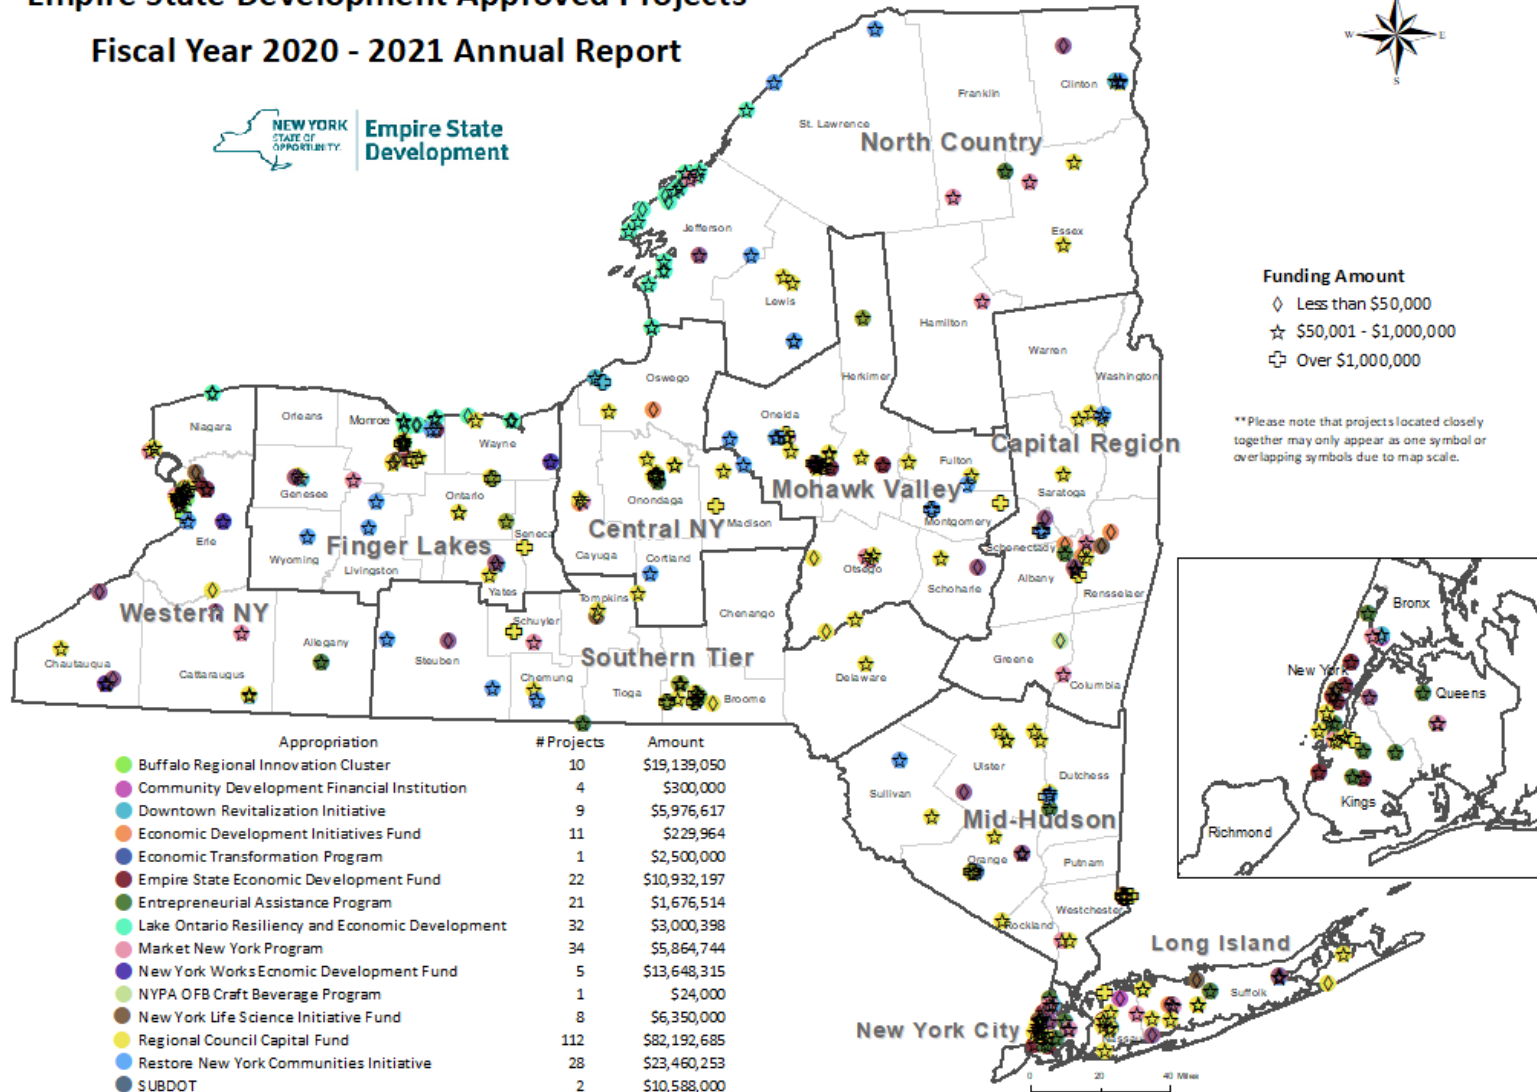 Empire State Development Approved Projects
Fiscal Year 2020 - 2021 Annual Report
NEW YORK
STATE OF
OPPORTUNITY.
Empire State
Development
W
E
S
Clinton
Franklin
St. Lawrence
North Country
Jefferson
Essex
Lewis
Hamilton
Funding Amount
Less than $50,000
$50,001 - $1,000,000
Over $1,000,000
**Please note that projects located closely
together may only appear as one symbol or
overlapping symbols due to map scale.
Warren
Washington
Herkimer
Oswego
Oneida
Niagara
Orleans
Monroe
Wayne
Capital Region
Fulton
Saratoga
Genesee
Ontario
Onondaga
Mohawk Valley
Montgomery
Madison
Central NY
Seneca
Erie
Wyoming
Finger Lakes
Livingston
Cayuga
Cortland
Otsego
Schenectady
Albany
Schoharie
Rensselaer
Yates
Western NY
Tompkins
Chenango
Schuyler
Allegany
Steuben
Southern Tier
Greene
Columbia
Chautauqua
Cattaraugus
Chemung
Tioga
Broome
Delaware
Bronx
New York
Queens
Kings
Richmond
Ulster
Dutchess
Sullivan
Mid-Hudson
Orange
Putnam
Westchester
Rockland
Long Island
Suffolk
Nassau
New York City
0 20 40 Miles
Appropriation # Projects Amount
Buffalo Regional Innovation Cluster 10 $19,139,050
Community Development Financial Institution 4 $300,000
Downtown Revitalization Initiative 9 $5,976,617
Economic Development Initiatives Fund 11 $229,964
Economic Transformation Program 1 $2,500,000
Empire State Economic Development Fund 22 $10,932,197
Entrepreneurial Assistance Program 21 $1,676,514
Lake Ontario Resiliency and Economic Development 32 $3,000,398
Market New York Program 34 $5,864,744
New York Works Ecnomic Development Fund 5 $13,648,315
NYPA OFB Craft Beverage Program 1 $24,000
New York Life Science Initiative Fund 8 $6,350,000
Regional Council Capital Fund 112 $82,192,685
Restore New York Communities Initiative 28 $23,460,253
SUBDOT 2 $10,588,000